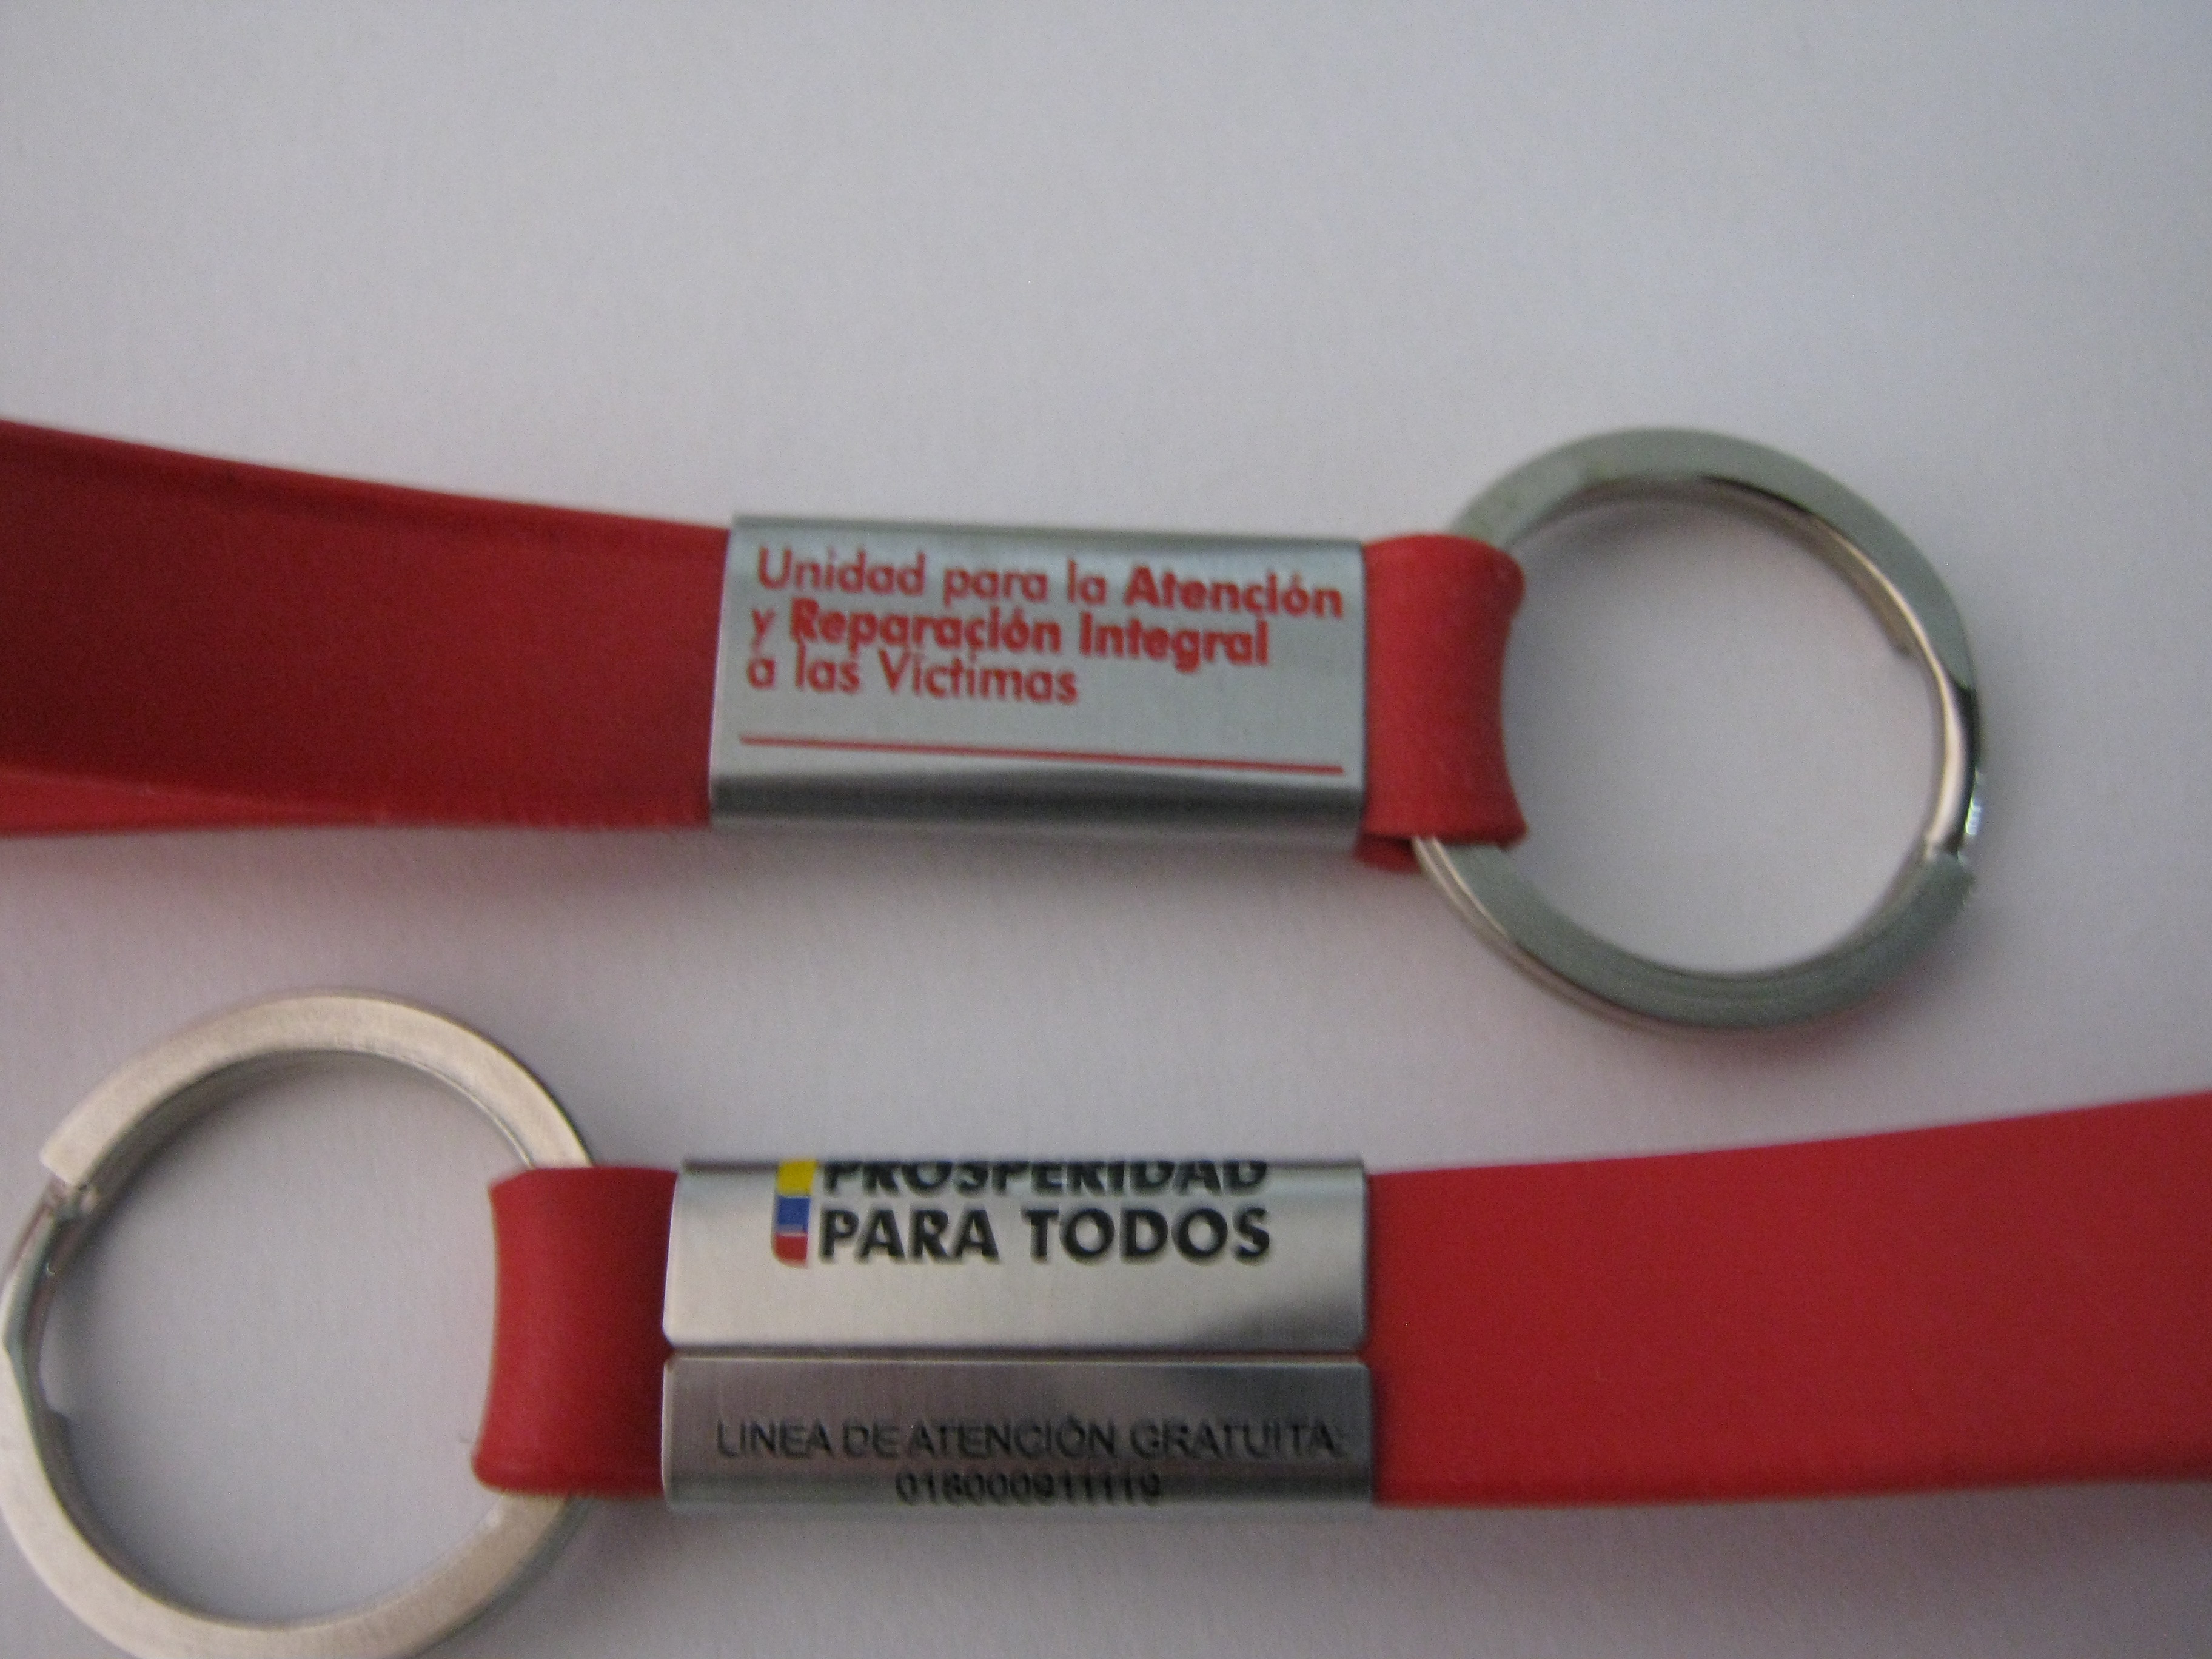 Unidad para la Atención
y Reparación Integral
a las Víctimas
PROSPERIDAD
PARA TODOS
LINEA DE ATENCIÓN GRATUITA:
018000911119